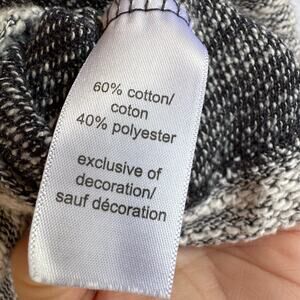 60% cotton/
coton
40% polyester
exclusive of
decoration/
sauf décoration